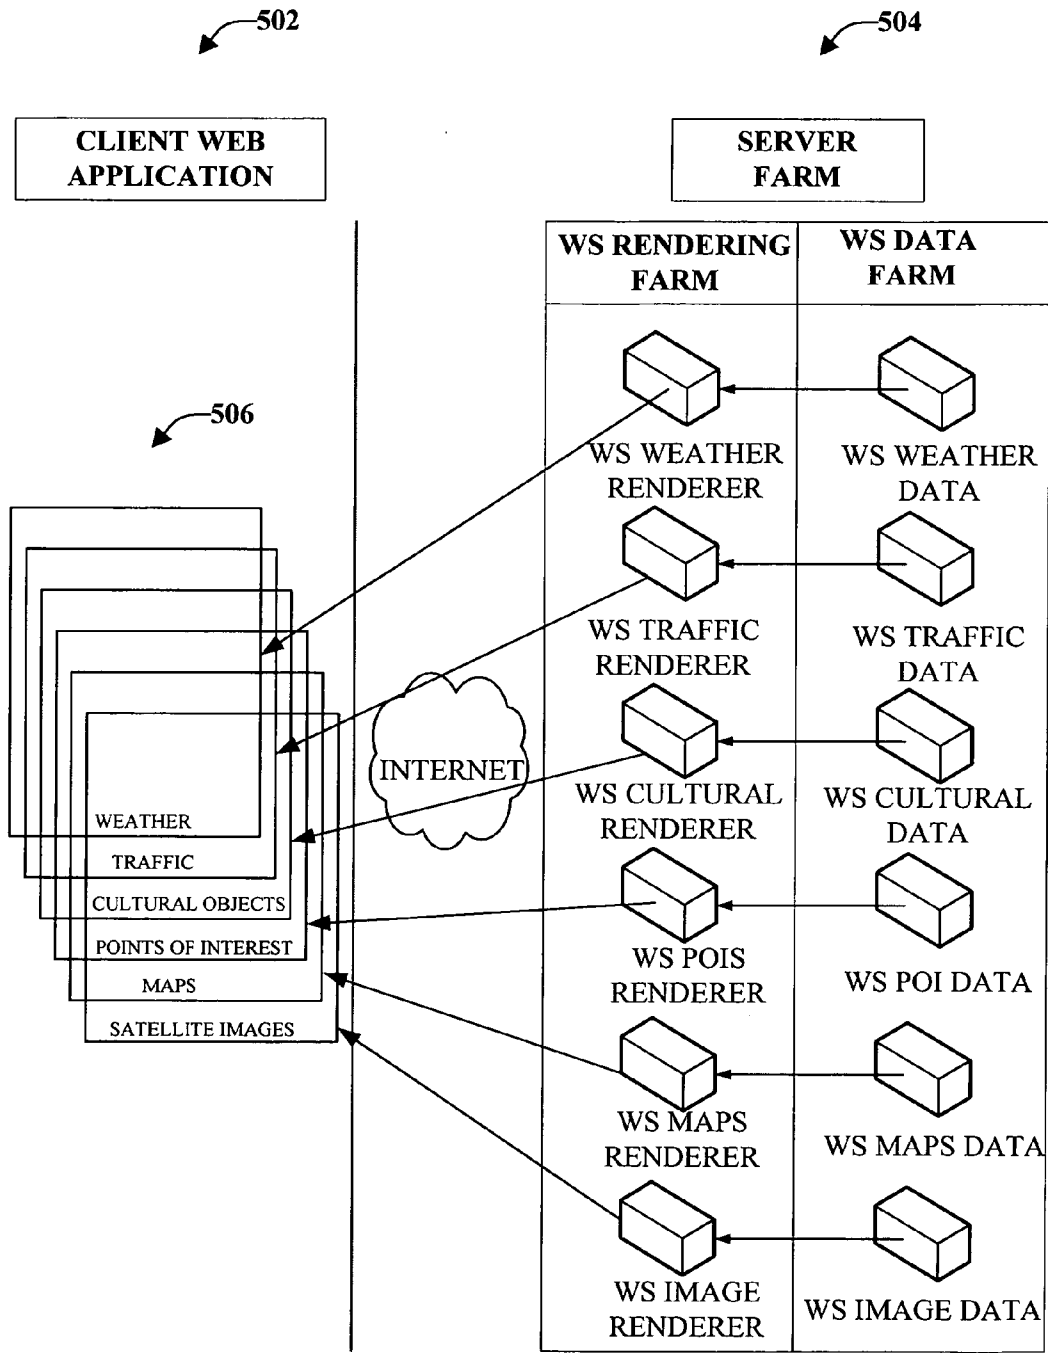 502
504
CLIENT WEB
APPLICATION
SERVER
FARM
WS RENDERING
FARM
WS DATA
FARM
506
WS WEATHER
RENDERER
WS WEATHER
DATA
WS TRAFFIC
RENDERER
WS TRAFFIC
DATA
INTERNET
WS CULTURAL
RENDERER
WS CULTURAL
DATA
WEATHER
TRAFFIC
CULTURAL OBJECTS
POINTS OF INTEREST
MAPS
SATELLITE IMAGES
WS POIS
RENDERER
WS POI DATA
WS MAPS
RENDERER
WS MAPS DATA
WS IMAGE
RENDERER
WS IMAGE DATA